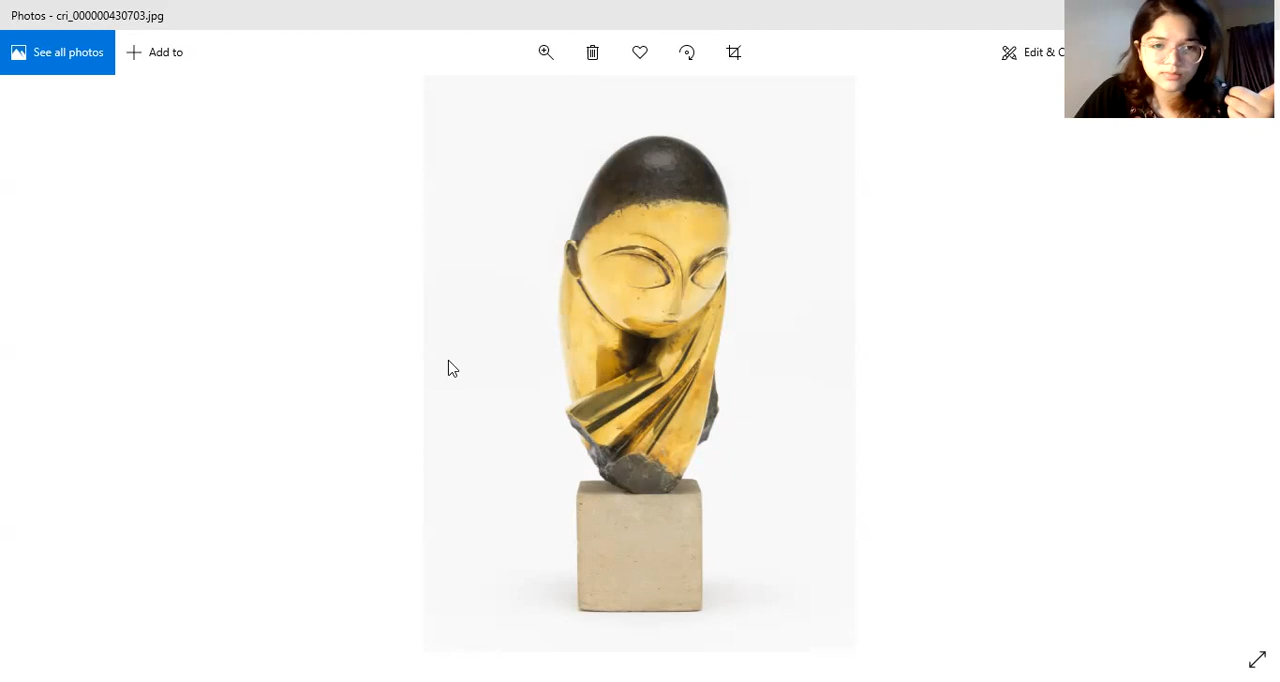 Photos - cri_000000430703.jpg
See all photos
Add to
Edit & C